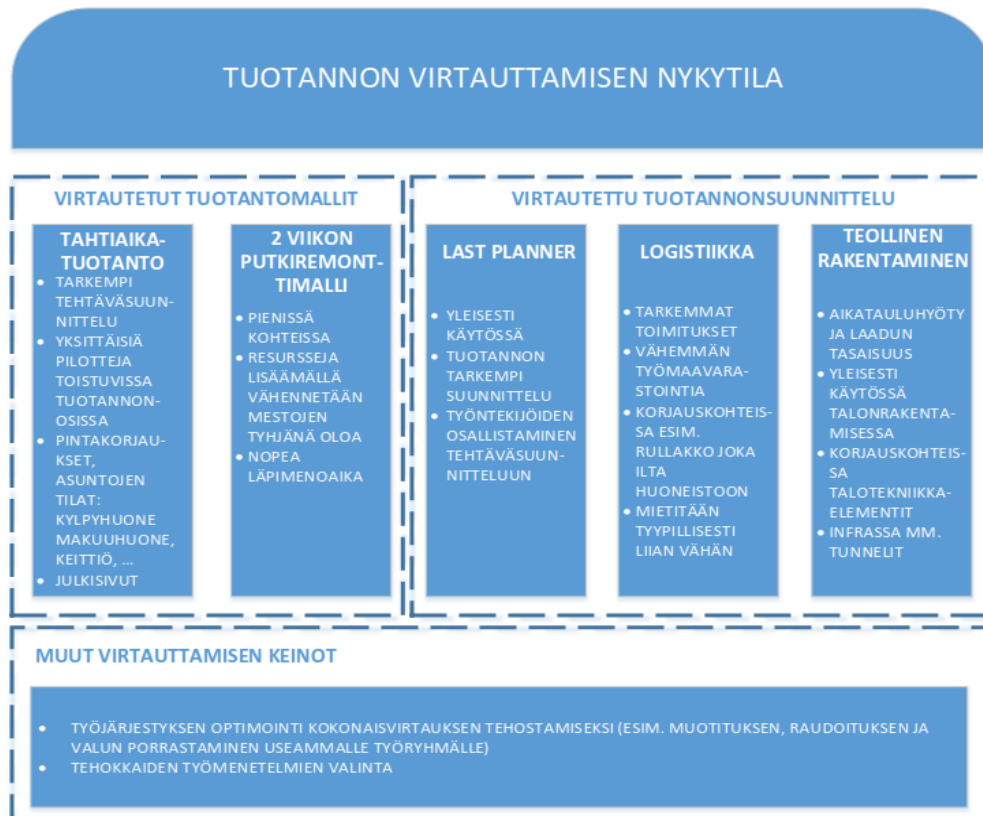 TUOTANNON VIRTAUTTAMISEN NYKYTILA
VIRTAUTETUT TUOTANTOMALLIT
TAHTIAIKA-
TUOTANTO
• TARKEMPI
TEHTÄVÄSUUN-
NITTELU
• YKSITTÄISIÄ
PILOTTEJA
TOISTUVISSA
TUOTANNON-
OSISSA
• PINTAKORJAU-
KSET,
ASUNTOJEN
TILAT:
KYLPYHUONE
MAKUUHUONE,
KEITTIÖ, ...
• JULKISIVUT
2 VIIKON
PUTKIREMONT-
TIMALLI
• PIENISSÄ
KOHTEISSA
• RESURSSEJA
LISÄÄMÄLLÄ
VÄHENNETÄÄN
MESTOJEN
TYHJÄNÄ OLOA
• NOPEA
LÄPIMENOAIKA
VIRTAUTETTU TUOTANNONSUUNNITTELU
LAST PLANNER
• YLEISESTI
KÄYTÖSSÄ
• TUOTANNON
TARKEMPI
SUUNNITTELU
• TYÖNTEKIJÖIDEN
OSALLISTAMINEN
TEHTÄVÄSUUN-
NITTELUUN
LOGISTIIKKA
• TARKEMMAT
TOIMITUKSET
• VÄHEMMÄN
TYÖMAAVARA-
STOINTIA
• KORJAUSKOHTEIS-
SA ESIM.
RULLAKKO JOKA
ILTA
HUONEISTOON
• MIETITÄÄN
TYYPILLISESTI
LIIAN VÄHÄN
TEOLLINEN
RAKENTAMINEN
• AIKATAULUHYÖTY
JA LAADUN
TASAISUUS
• YLEISESTI
KÄYTÖSSÄ
TALONRAKENTA-
MISESSA
• KORJAUSKOHTEIS-
SA
TALOTEKNIIKKA-
ELEMENTIT
• INFRASSA MM.
TUNNELIT
MUUT VIRTAUTTAMISEN KEINOT
• TYÖJÄRJESTYKSEN OPTIMOINTI KOKONAISVIRTAUKSEN TEHOSTAMISEKSI (ESIM. MUOTITUKSEN, RAUDOITUKSEN JA
VALUN PORRASTAMINEN USEAMMALLE TYÖRYHMÄLLE)
• TEHOKKAIDEN TYÖMENETELMIEN VALINTA